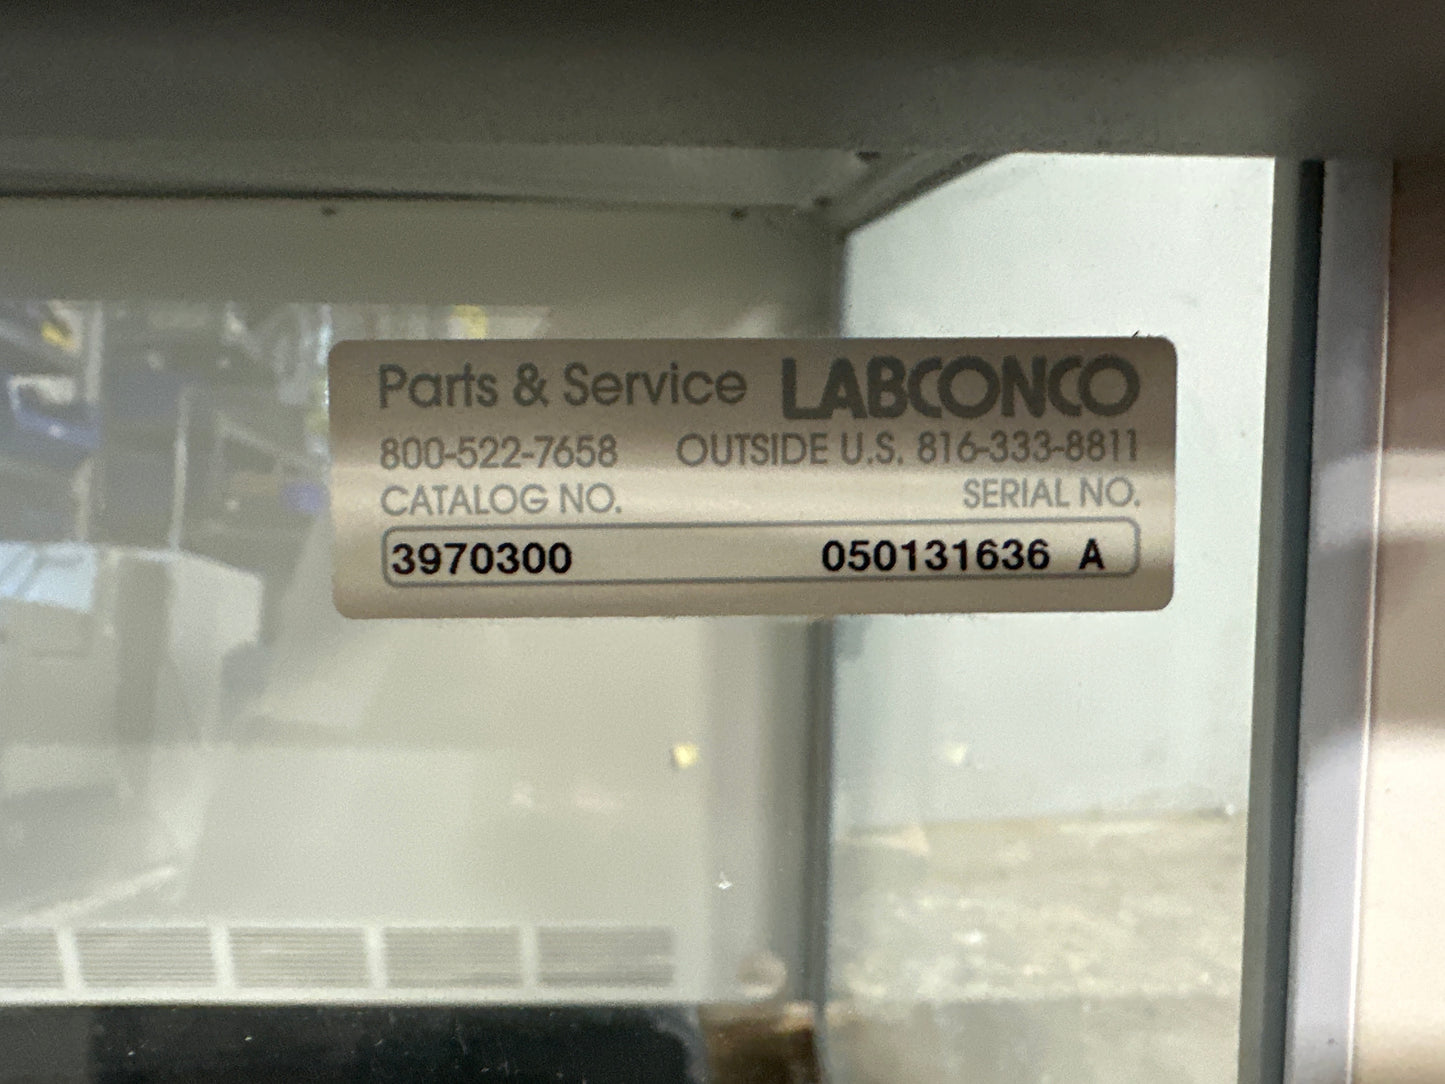 Parts & Service LABCONCO
800-522-7658 OUTSIDE U.S. 816-333-8811
CATALOG NO. SERIAL NO.
3970300 050131636 A